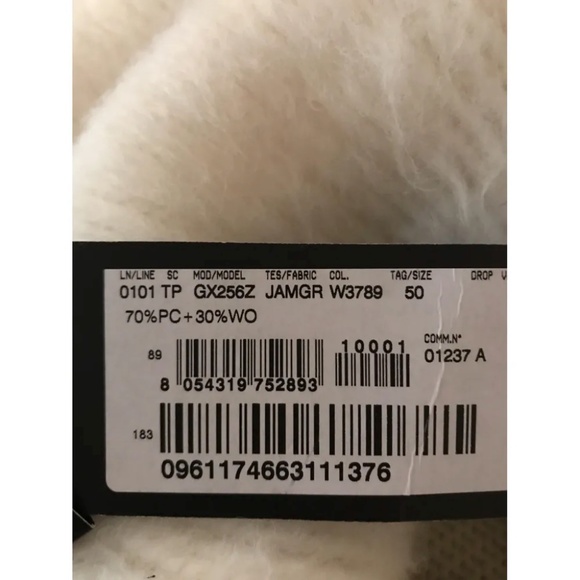 LN/LINE SC MOD/MODEL TES/FABRIC COL. TAG/SIZE DROP V
0101 TP GX256Z JAMGR W3789 50
70%PC+30%WO
10001
COMM.N°
89
01237 A
8 054319 752893
183
0961174663111376